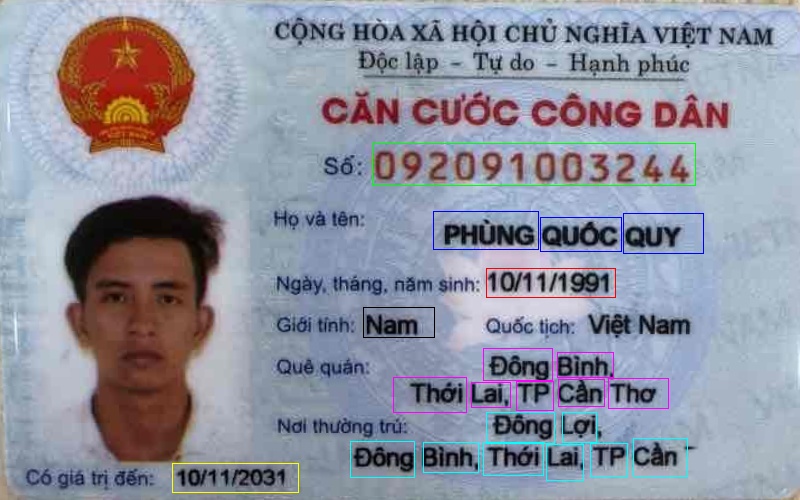 CỘNG HÒA XÃ HỘI CHỦ NGHĨA VIỆT NAM
Độc lập - Tự do - Hạnh phúc
CĂN CƯỚC CÔNG DÂN
Số: 092091003244
Họ và tên:
PHÙNG QUỐC QUY
Ngày, tháng, năm sinh: 10/11/1991
Giới tính: Nam Quốc tịch: Việt Nam
Quê quán: Đông Bình,
Thới Lai, TP Cần Thơ
Nơi thường trú: Đông Lợi,
Đông Bình, Thới Lai, TP Cần
Có giá trị đến: 10/11/2031